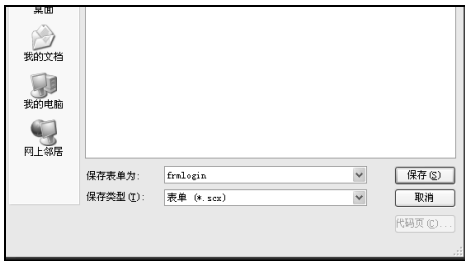 桌面
我的文档
我的电脑
网上邻居
保存表单为: frmlogin 保存(S)
保存类型(T): 表单 (*.scx) 取消
代码页(C)...